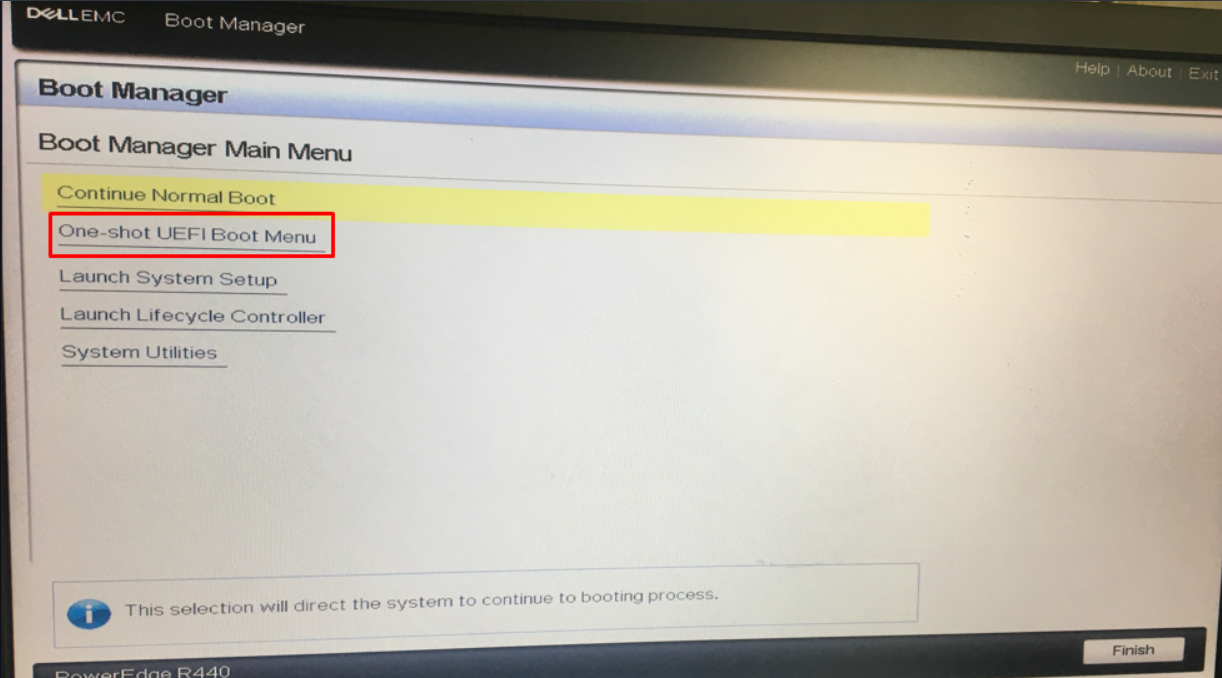 DELLEMC Boot Manager
Help | About | Exit
Boot Manager
Boot Manager Main Menu
Continue Normal Boot
One-shot UEFI Boot Menu
Launch System Setup
Launch Lifecycle Controller
System Utilities
This selection will direct the system to continue to booting process.
PowerEdge R440
Finish